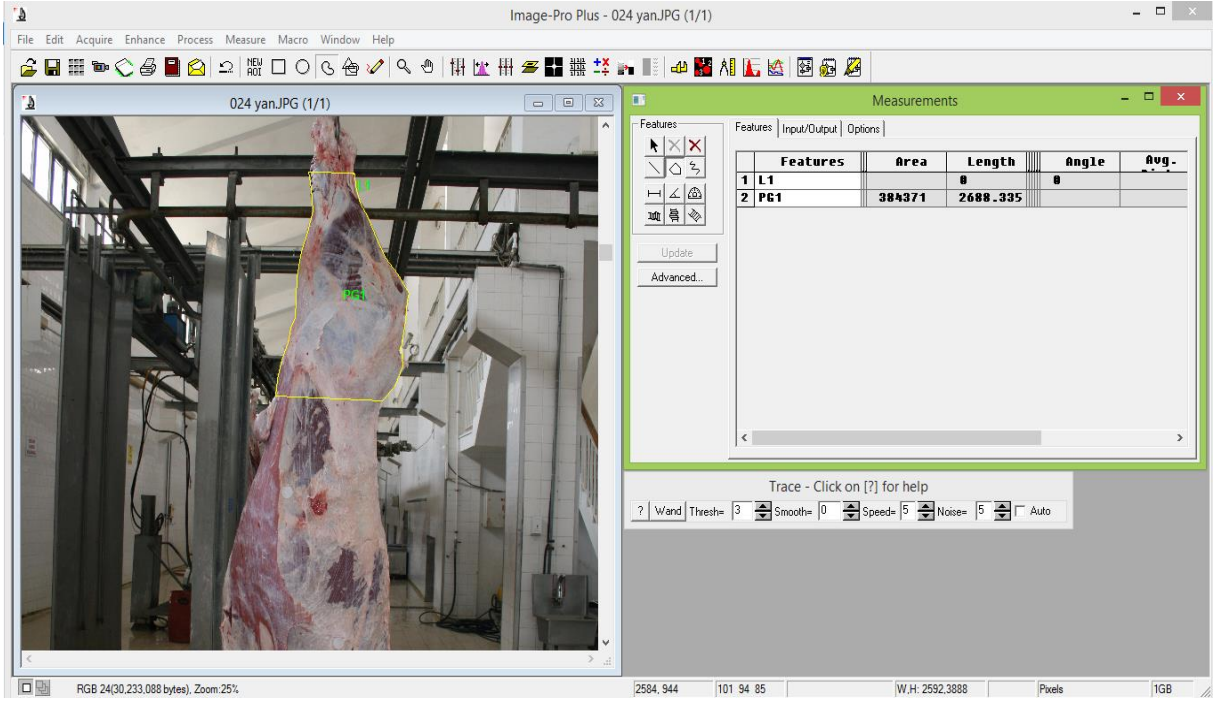 Image-Pro Plus - 024 yan.JPG (1/1)
File Edit Acquire Enhance Process Measure Macro Window Help
NEW AOI
024 yan.JPG (1/1)
L1
PG1
Measurements
Features
Features Input/Output Options
Features Area Length Angle Avg.
1 L1 0 0
2 PG1 384371 2688.335
Update
Advanced...
Trace - Click on [?] for help
? Wand Thresh= 3 Smooth= 0 Speed= 5 Noise= 5 Auto
RGB 24(30,233,088 bytes), Zoom:25%
2584, 944 101 94 85 W,H: 2592,3888 Pixels 1GB